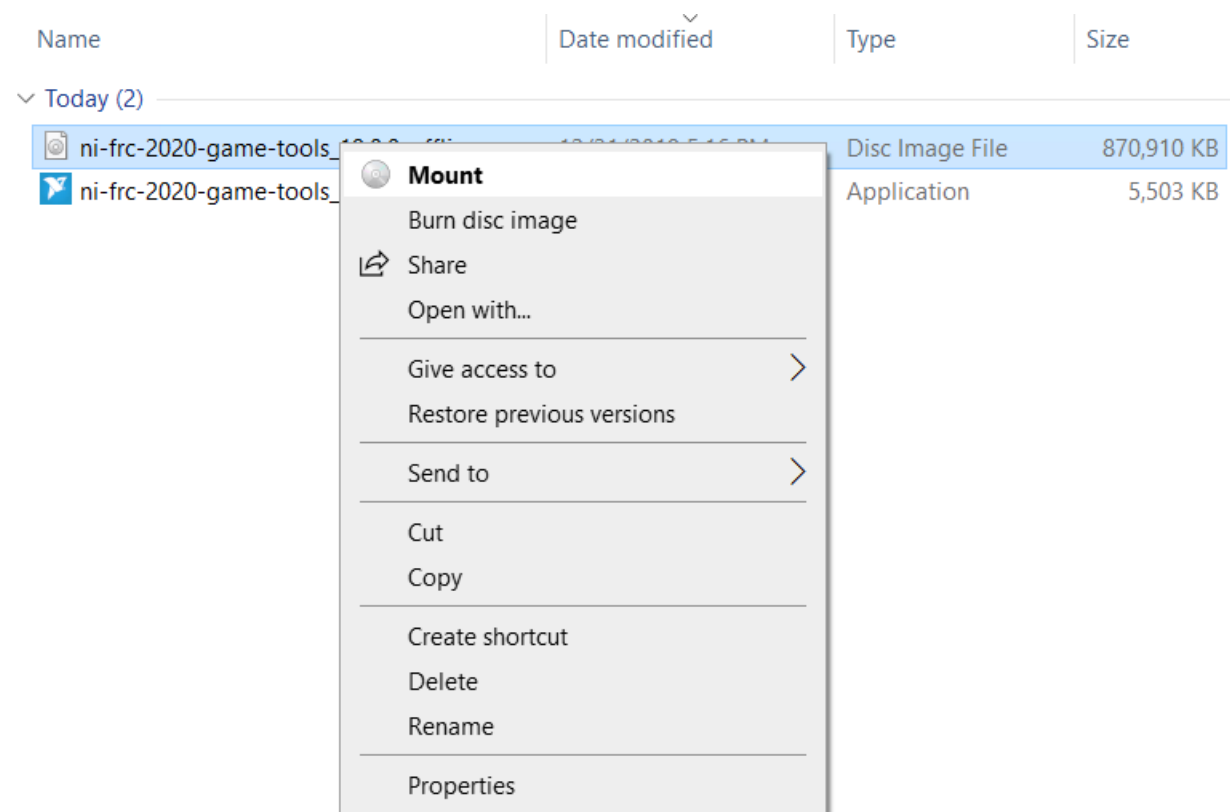 Name Date modified Type Size
Today (2)
ni-frc-2020-game-tools_ Disc Image File 870,910 KB
ni-frc-2020-game-tools_ Application 5,503 KB
Mount
Burn disc image
Share
Open with...
Give access to
Restore previous versions
Send to
Cut
Copy
Create shortcut
Delete
Rename
Properties